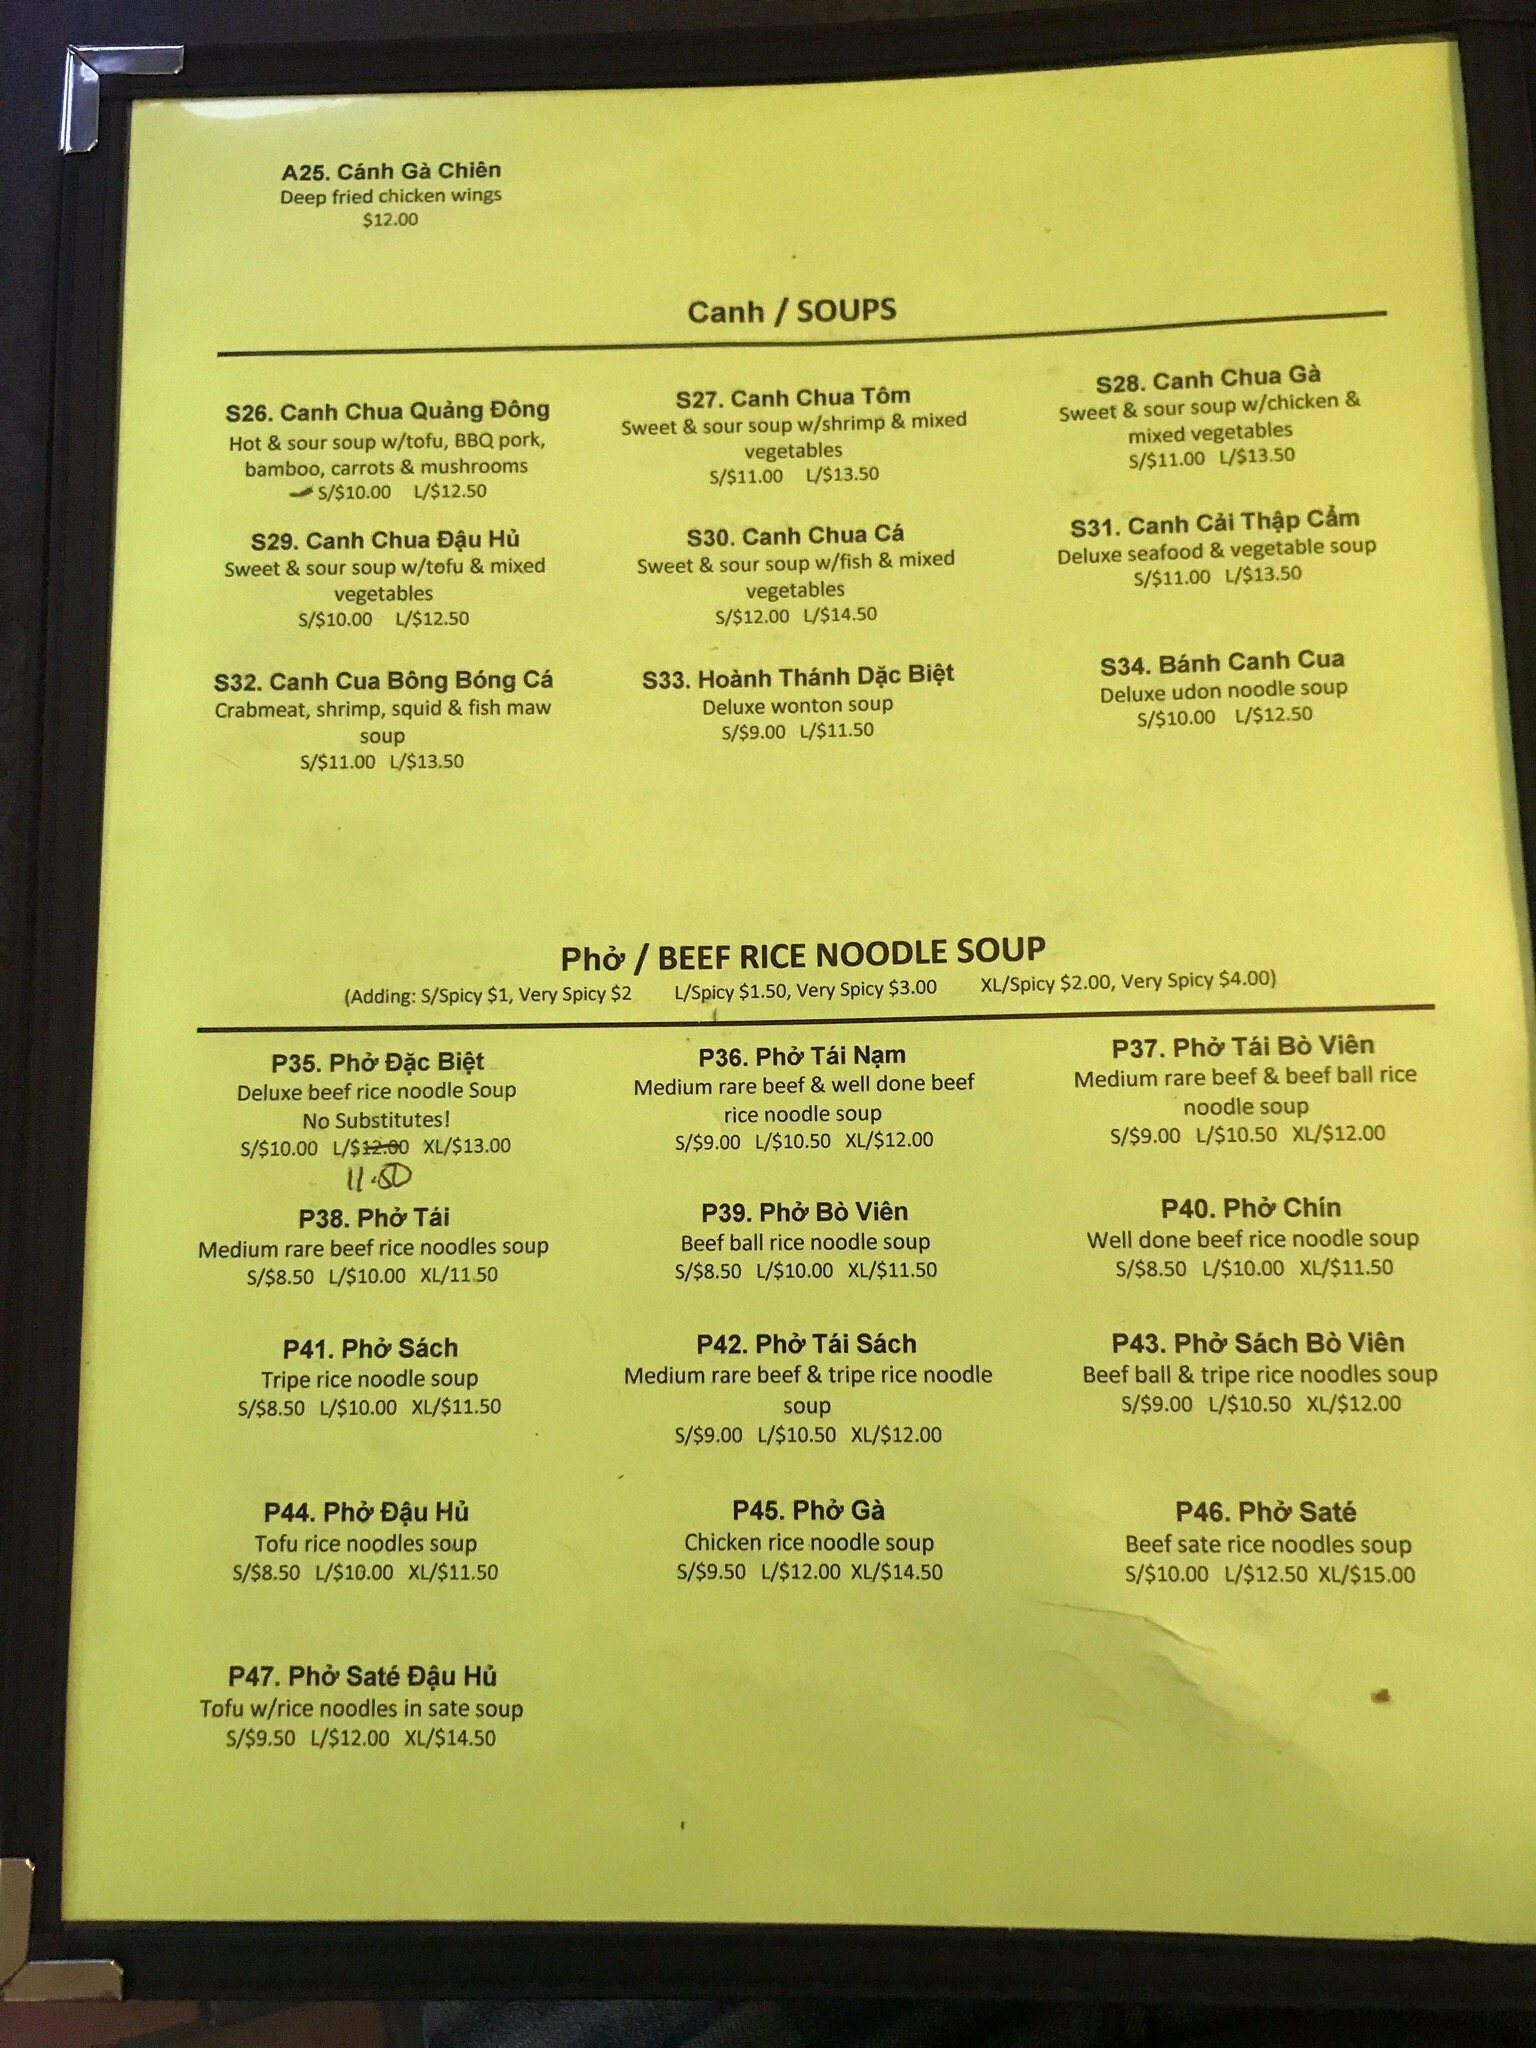 A25. Cánh Gà Chiên
Deep fried chicken wings
$12.00
Canh / SOUPS
S26. Canh Chua Quảng Đông
Hot & sour soup w/tofu, BBQ pork,
bamboo, carrots & mushrooms
S/$10.00 L/$12.50
S27. Canh Chua Tôm
Sweet & sour soup w/shrimp & mixed
vegetables
S/$11.00 L/$13.50
S28. Canh Chua Gà
Sweet & sour soup w/chicken &
mixed vegetables
S/$11.00 L/$13.50
S29. Canh Chua Đậu Hủ
Sweet & sour soup w/tofu & mixed
vegetables
S/$10.00 L/$12.50
S30. Canh Chua Cá
Sweet & sour soup w/fish & mixed
vegetables
S/$12.00 L/$14.50
S31. Canh Cải Thập Cẩm
Deluxe seafood & vegetable soup
S/$11.00 L/$13.50
S32. Canh Cua Bông Bóng Cá
Crabmeat, shrimp, squid & fish maw
soup
S/$11.00 L/$13.50
S33. Hoành Thánh Dặc Biệt
Deluxe wonton soup
S/$9.00 L/$11.50
S34. Bánh Canh Cua
Deluxe udon noodle soup
S/$10.00 L/$12.50
Phở / BEEF RICE NOODLE SOUP
(Adding: S/Spicy $1, Very Spicy $2 L/Spicy $1.50, Very Spicy $3.00 XL/Spicy $2.00, Very Spicy $4.00)
P35. Phở Đặc Biệt
Deluxe beef rice noodle Soup
No Substitutes!
S/$10.00 L/$12.00 XL/$13.00
11.50
P36. Phở Tái Nạm
Medium rare beef & well done beef
rice noodle soup
S/$9.00 L/$10.50 XL/$12.00
P37. Phở Tái Bò Viên
Medium rare beef & beef ball rice
noodle soup
S/$9.00 L/$10.50 XL/$12.00
P38. Phở Tái
Medium rare beef rice noodles soup
S/$8.50 L/$10.00 XL/11.50
P39. Phở Bò Viên
Beef ball rice noodle soup
S/$8.50 L/$10.00 XL/$11.50
P40. Phở Chín
Well done beef rice noodle soup
S/$8.50 L/$10.00 XL/$11.50
P41. Phở Sách
Tripe rice noodle soup
S/$8.50 L/$10.00 XL/$11.50
P42. Phở Tái Sách
Medium rare beef & tripe rice noodle
soup
S/$9.00 L/$10.50 XL/$12.00
P43. Phở Sách Bò Viên
Beef ball & tripe rice noodles soup
S/$9.00 L/$10.50 XL/$12.00
P44. Phở Đậu Hủ
Tofu rice noodles soup
S/$8.50 L/$10.00 XL/$11.50
P45. Phở Gà
Chicken rice noodle soup
S/$9.50 L/$12.00 XL/$14.50
P46. Phở Saté
Beef sate rice noodles soup
S/$10.00 L/$12.50 XL/$15.00
P47. Phở Saté Đậu Hủ
Tofu w/rice noodles in sate soup
S/$9.50 L/$12.00 XL/$14.50